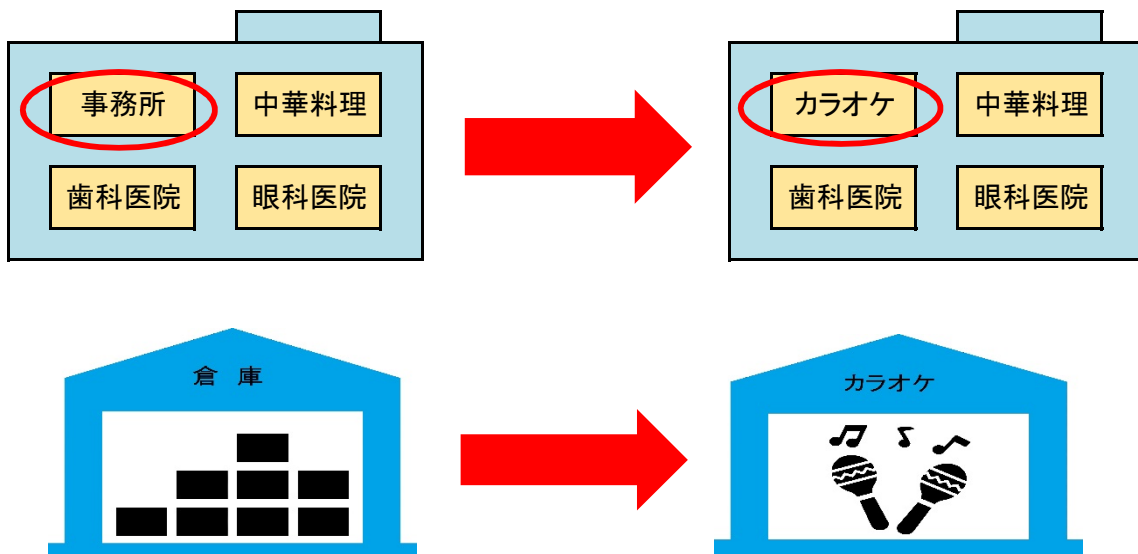 事務所
中華料理
歯科医院
眼科医院
カラオケ
中華料理
歯科医院
眼科医院
倉 庫
カラオケ